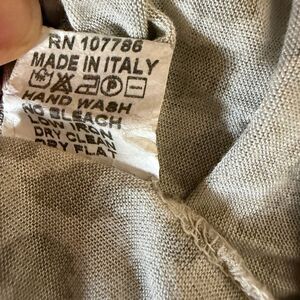 RN 107786
MADE IN ITALY
HAND WASH
NO BLEACH
LOW IRON
DRY CLEAN
DRY FLAT